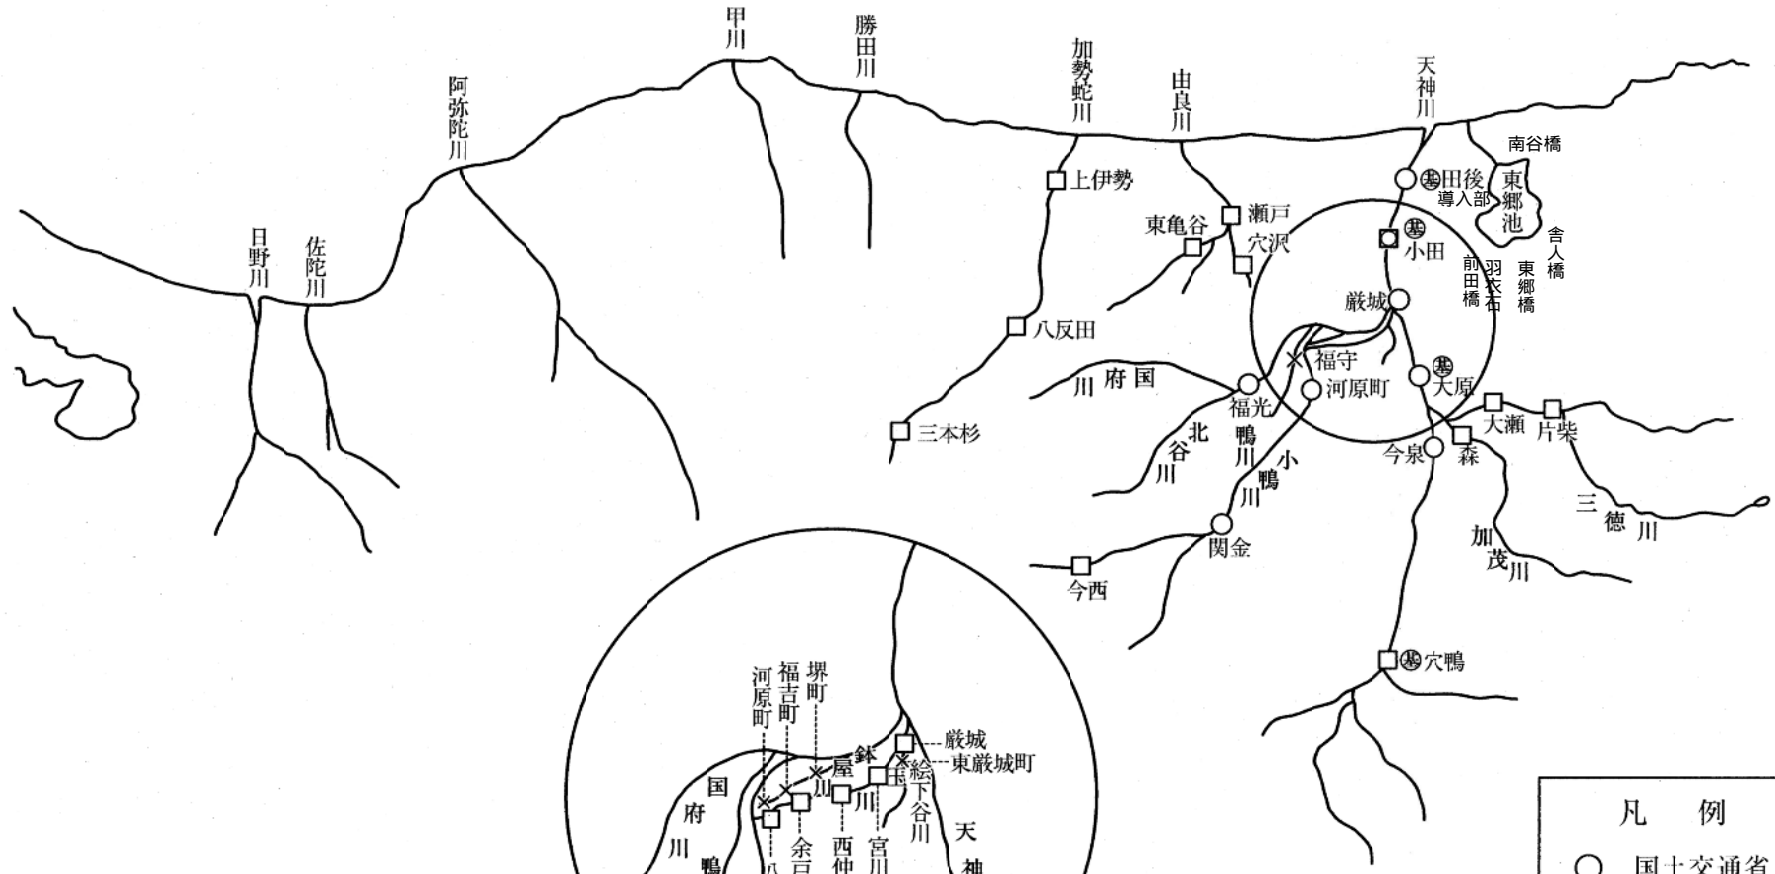 甲川
勝田川
加勢蛇川
由良川
天神川
阿弥陀川
日野川
佐陀川
南谷橋
上伊勢
基田後
導入部
東郷池
瀬戸
東亀谷
穴沢
基
小田
舎人橋
前田橋
羽衣石
東郷橋
厳城
八反田
福守
基
大原
国府川
河原町
福光
大瀬
片柴
三本杉
北谷川
鴨川
小鴨川
今泉
森
三徳川
加茂川
関金
今西
基穴鴨
河原町
福吉町
堺町
厳城
東厳城町
鉢屋川
玉川
絵下谷川
国府川
天神
鴨
余戸
西仲
宮川
凡 例
国土交通省